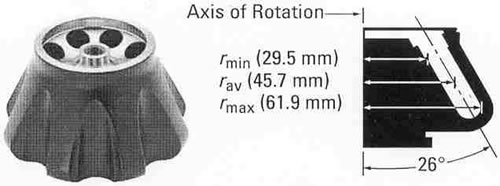 Axis of Rotation
rmin (29.5 mm)
rav (45.7 mm)
rmax (61.9 mm)
26°